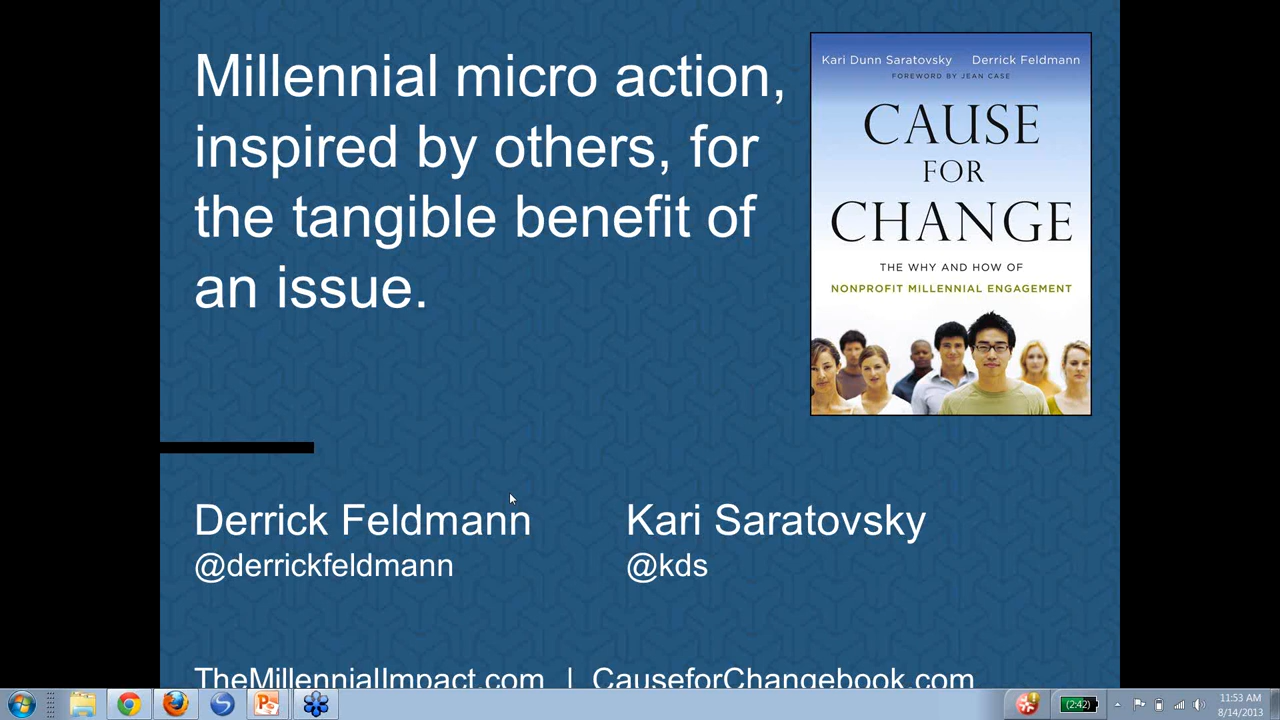 Millennial micro action,
inspired by others, for
the tangible benefit of
an issue.
Kari Dunn Saratovsky Derrick Feldmann
FOREWORD BY JEAN CASE
CAUSE
FOR
CHANGE
THE WHY AND HOW OF
NONPROFIT MILLENNIAL ENGAGEMENT
Derrick Feldmann
@derrickfeldmann
Kari Saratovsky
@kds
TheMillennialImpact.com | CauseforChangebook.com
(2:42)
11:53 AM
8/14/2013